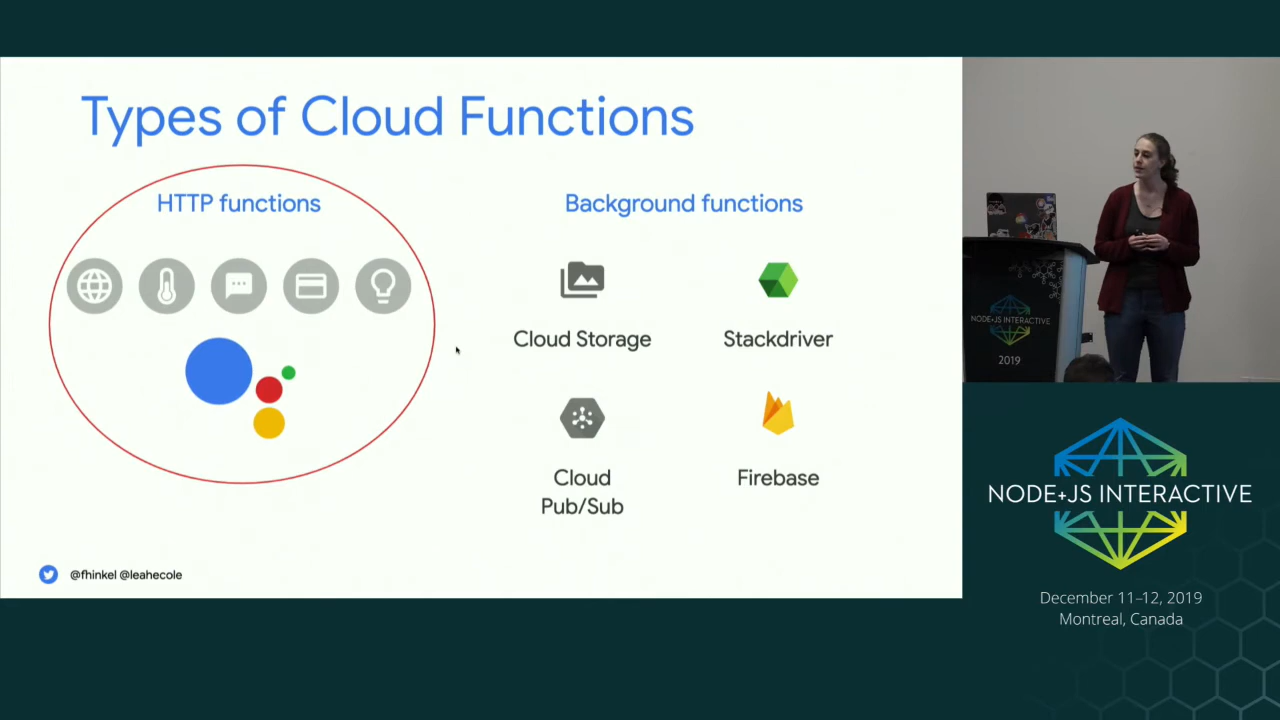 Types of Cloud Functions
HTTP functions
Background functions
Cloud Storage
Stackdriver
Cloud
Pub/Sub
Firebase
@fhinkel @leahecole
NODE+JS INTERACTIVE
2019
NODE+JS INTERACTIVE
December 11–12, 2019
Montreal, Canada